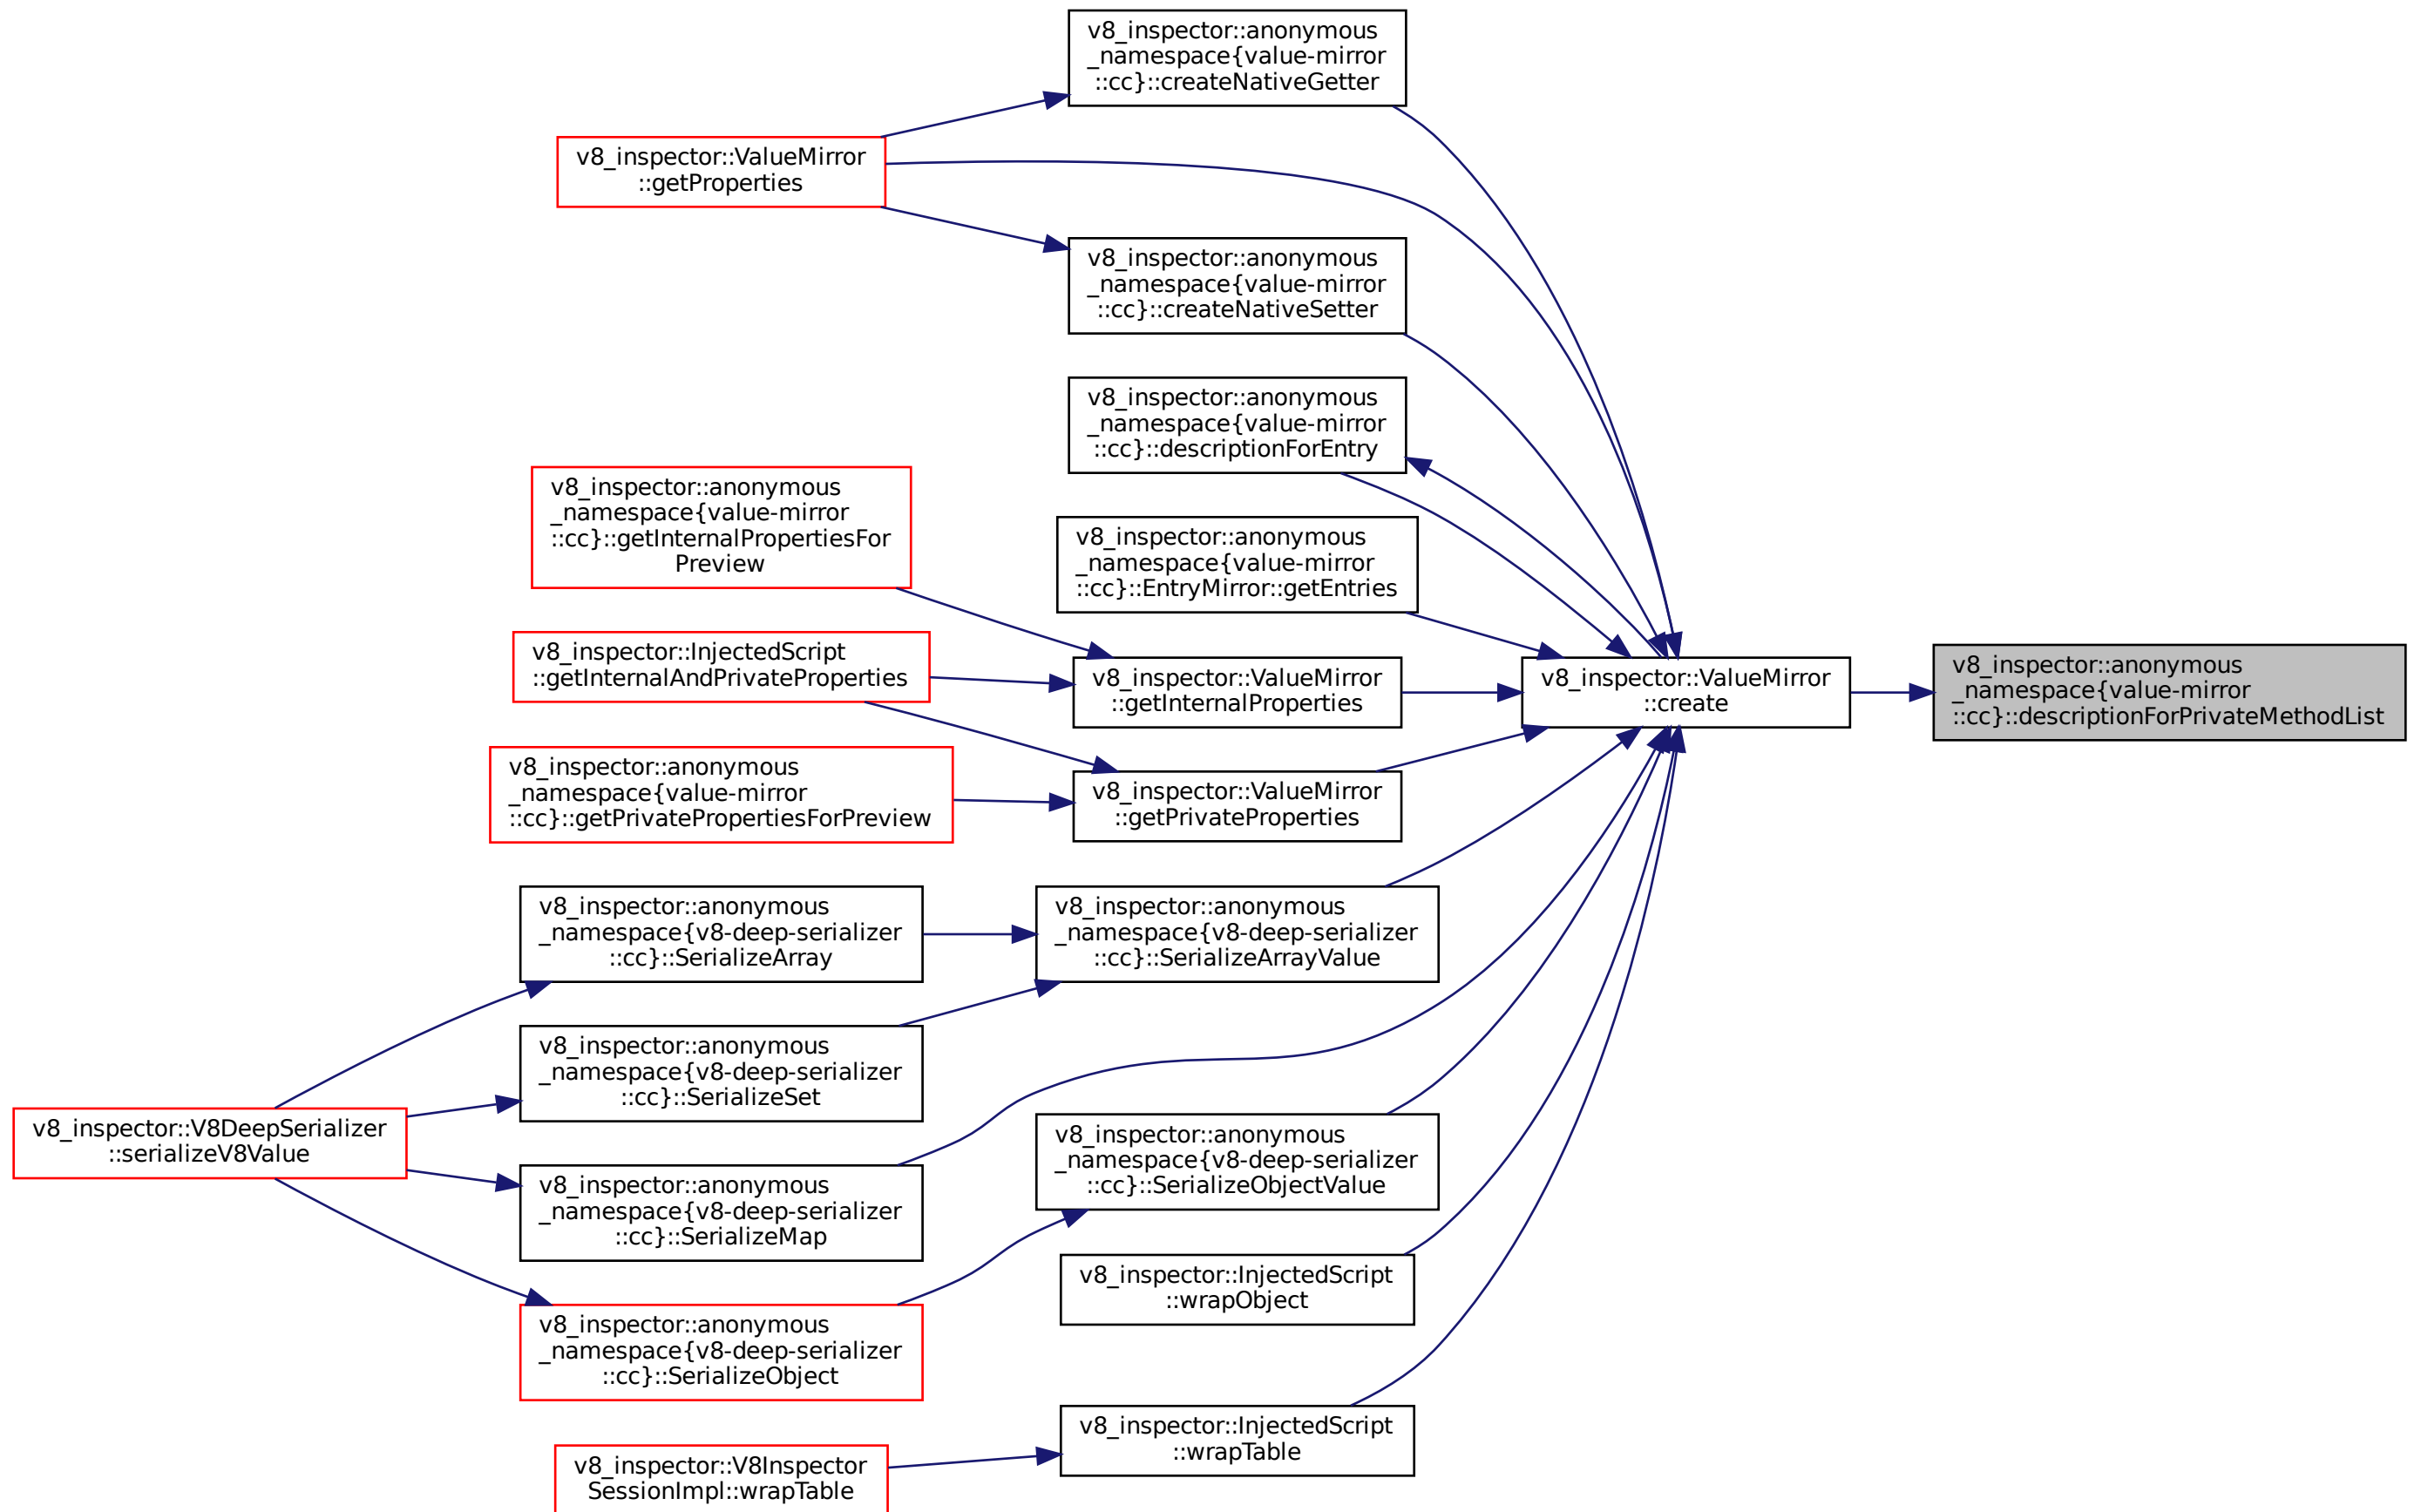 v8_inspector::anonymous
_namespace{value-mirror
::cc}::createNativeGetter
v8_inspector::ValueMirror
::getProperties
v8_inspector::anonymous
_namespace{value-mirror
::cc}::createNativeSetter
v8_inspector::anonymous
_namespace{value-mirror
::cc}::descriptionForEntry
v8_inspector::anonymous
_namespace{value-mirror
::cc}::getInternalPropertiesFor
Preview
v8_inspector::anonymous
_namespace{value-mirror
::cc}::EntryMirror::getEntries
v8_inspector::InjectedScript
::getInternalAndPrivateProperties
v8_inspector::ValueMirror
::getInternalProperties
v8_inspector::ValueMirror
::create
v8_inspector::anonymous
_namespace{value-mirror
::cc}::descriptionForPrivateMethodList
v8_inspector::anonymous
_namespace{value-mirror
::cc}::getPrivatePropertiesForPreview
v8_inspector::ValueMirror
::getPrivateProperties
v8_inspector::anonymous
_namespace{v8-deep-serializer
::cc}::SerializeArray
v8_inspector::anonymous
_namespace{v8-deep-serializer
::cc}::SerializeArrayValue
v8_inspector::anonymous
_namespace{v8-deep-serializer
::cc}::SerializeSet
v8_inspector::V8DeepSerializer
::serializeV8Value
v8_inspector::anonymous
_namespace{v8-deep-serializer
::cc}::SerializeObjectValue
v8_inspector::anonymous
_namespace{v8-deep-serializer
::cc}::SerializeMap
v8_inspector::InjectedScript
::wrapObject
v8_inspector::anonymous
_namespace{v8-deep-serializer
::cc}::SerializeObject
v8_inspector::InjectedScript
::wrapTable
v8_inspector::V8Inspector
SessionImpl::wrapTable